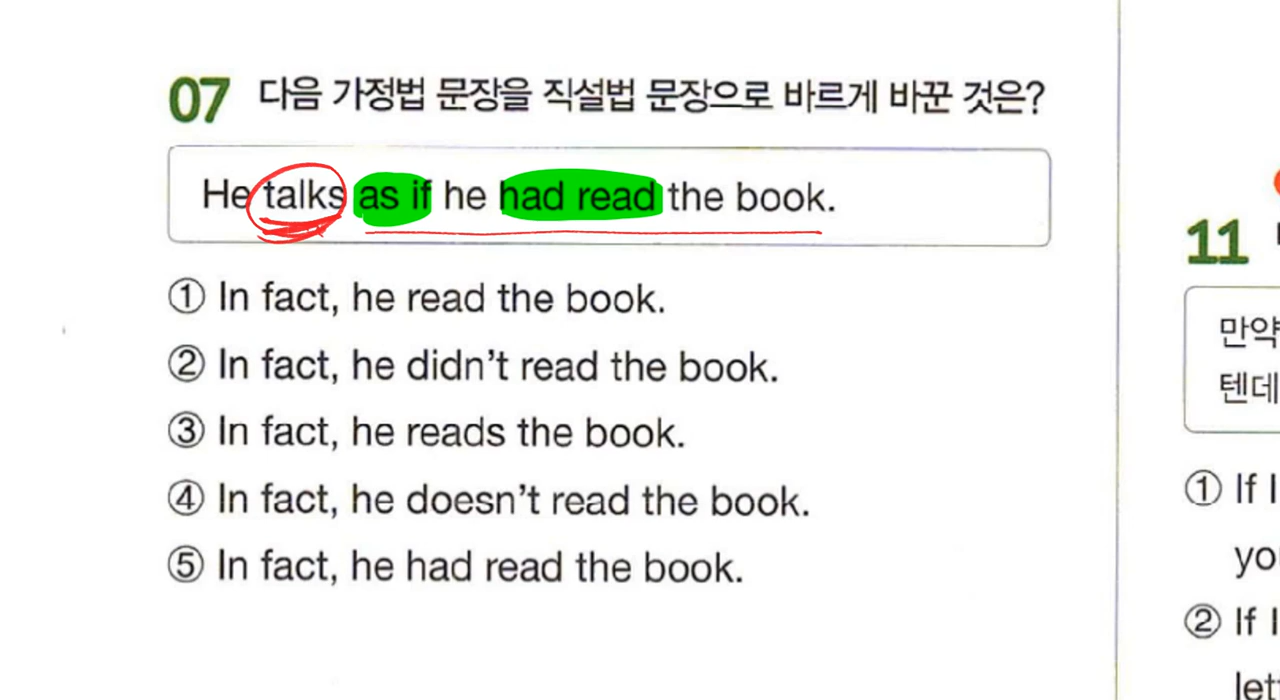 07 다음 가정법 문장을 직설법 문장으로 바르게 바꾼 것은?
He talks as if he had read the book.
① In fact, he read the book.
② In fact, he didn't read the book.
③ In fact, he reads the book.
④ In fact, he doesn't read the book.
⑤ In fact, he had read the book.
11
만약
텐데
① If I
you
② If I